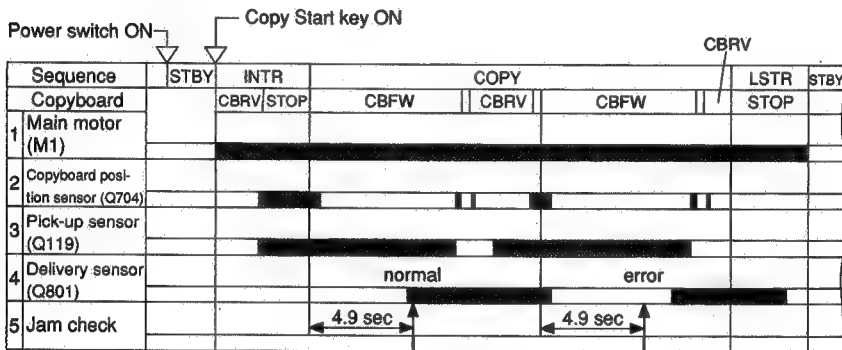 Power switch ON
Copy Start key ON
CBRV
Sequence STBY INTR COPY LSTR STBY
Copyboard CBRV STOP CBFW CBRV CBFW STOP
1 Main motor
(M1)
2 Copyboard posi-
tion sensor (Q704)
3 Pick-up sensor
(Q119)
4 Delivery sensor normal error
(Q801)
5 Jam check 4.9 sec 4.9 sec